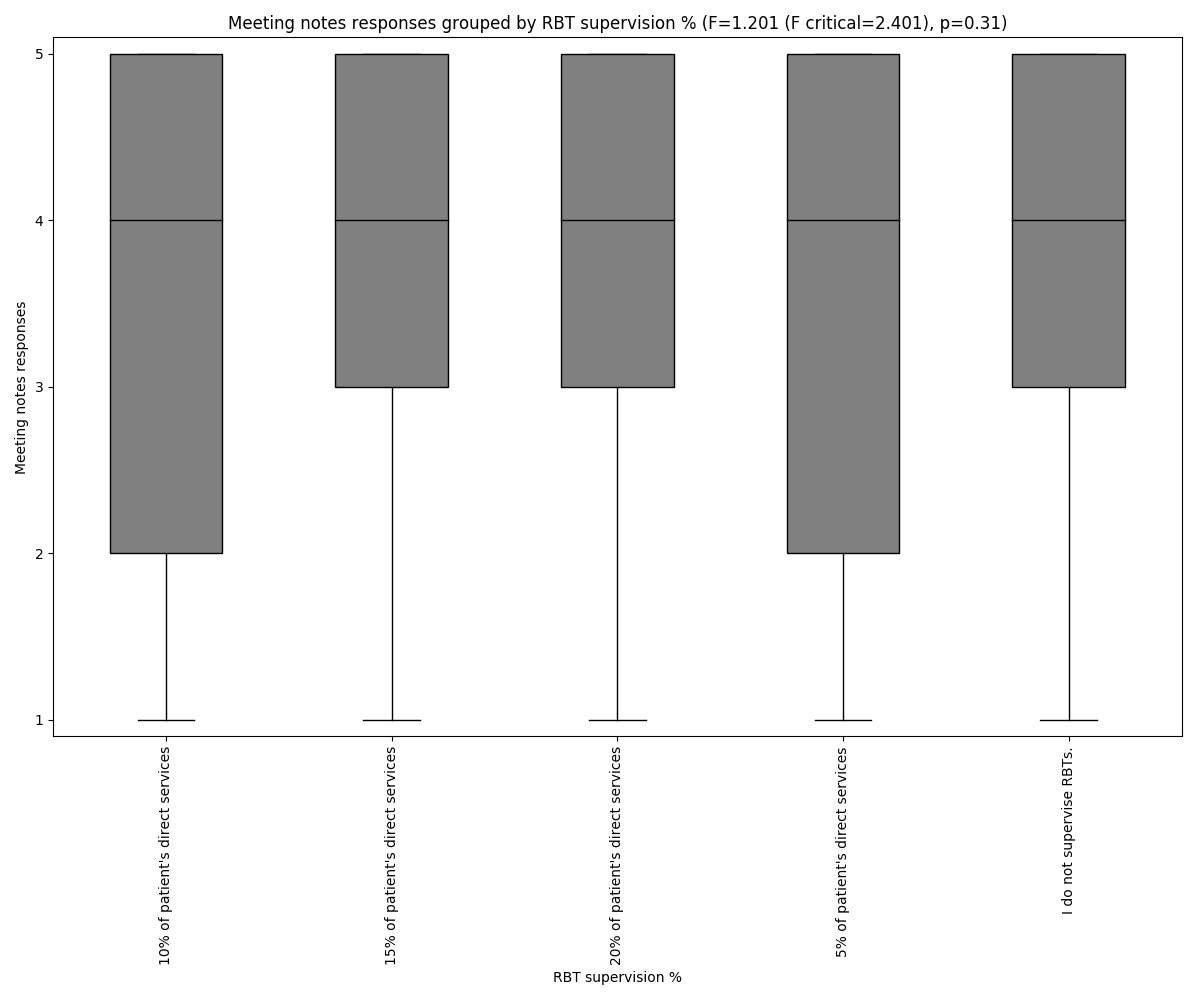 Meeting notes responses grouped by RBT supervision % (F=1.201 (F critical=2.401), p=0.31)
Meeting notes responses
5
4
3
2
1
10% of patient's direct services
15% of patient's direct services
20% of patient's direct services
5% of patient's direct services
I do not supervise RBTs.
RBT supervision %